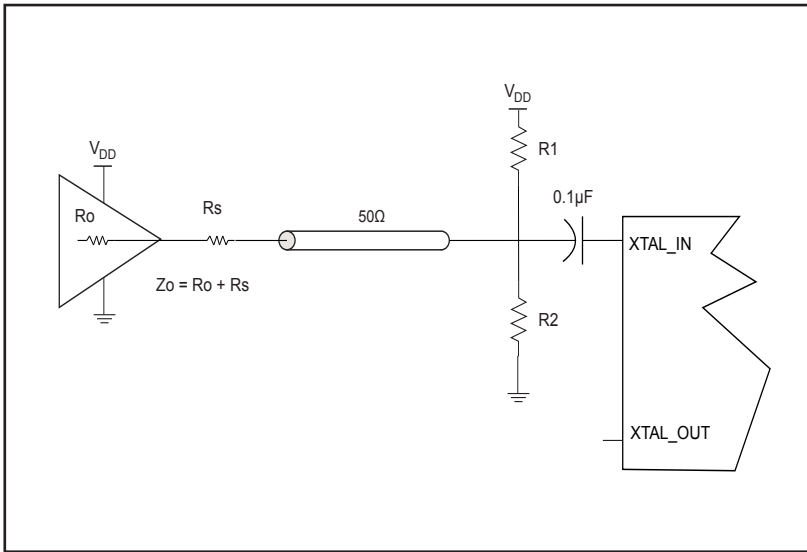 V_DD
Ro
Rs
Zo = Ro + Rs
50Ω
V_DD
R1
0.1µF
R2
XTAL_IN
XTAL_OUT